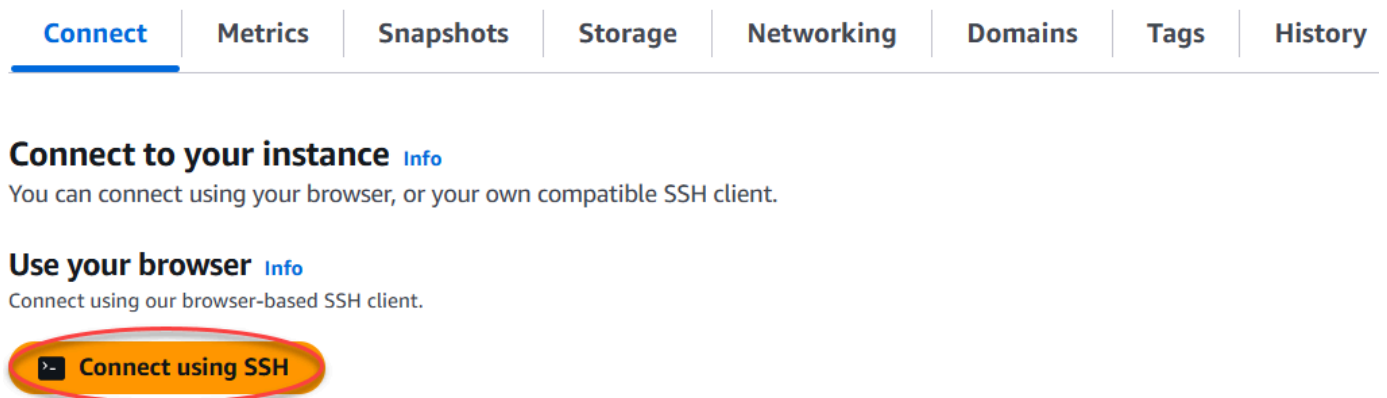 Connect Metrics Snapshots Storage Networking Domains Tags History
Connect to your instance Info
You can connect using your browser, or your own compatible SSH client.
Use your browser Info
Connect using our browser-based SSH client.
Connect using SSH